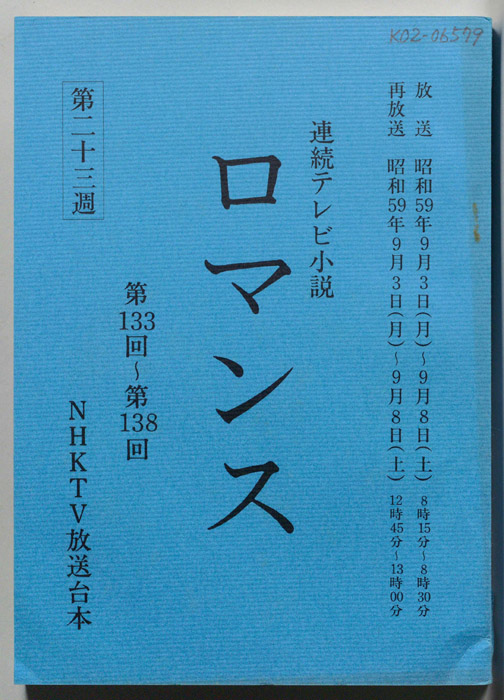 K02-06579
放送 昭和59年9月3日(月)～9月8日(土) 8時15分～8時30分
再放送 昭和59年9月3日(月)～9月8日(土) 12時45分～13時00分
連続テレビ小説
ロマンス
第133回～第138回
第二十三週
NHKTV放送台本